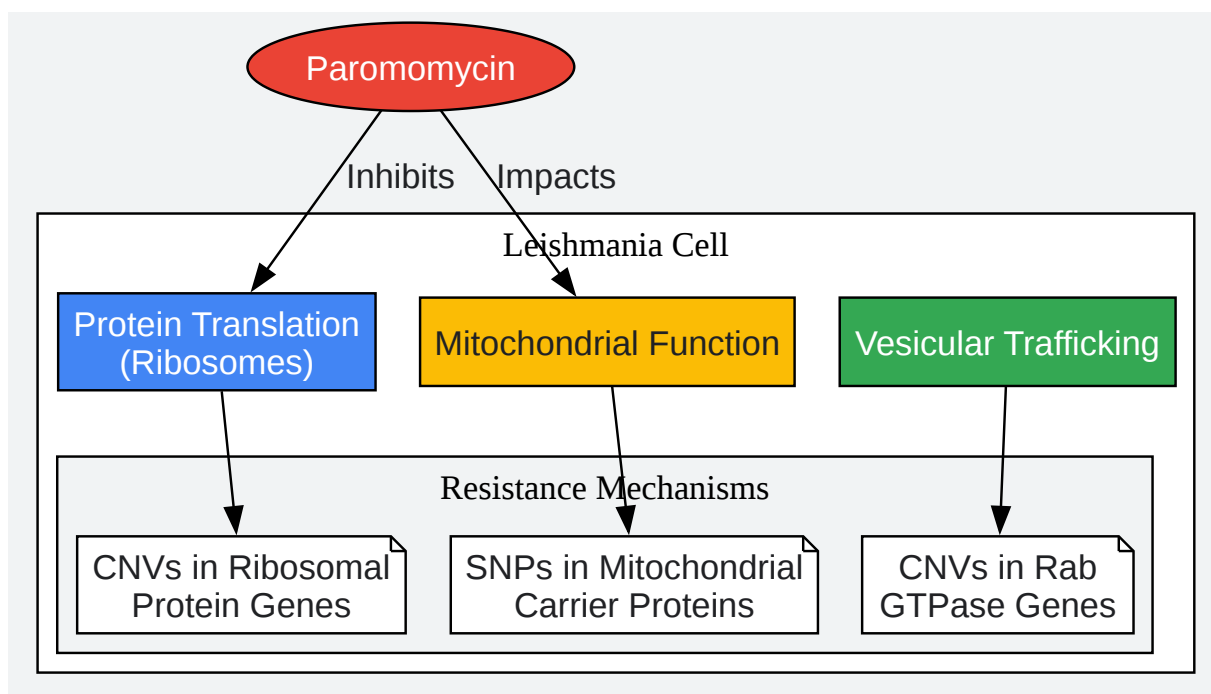 Paromomycin
Inhibits
Impacts
Leishmania Cell
Protein Translation
(Ribosomes)
Mitochondrial Function
Vesicular Trafficking
Resistance Mechanisms
CNVs in Ribosomal
Protein Genes
SNPs in Mitochondrial
Carrier Proteins
CNVs in Rab
GTPase Genes